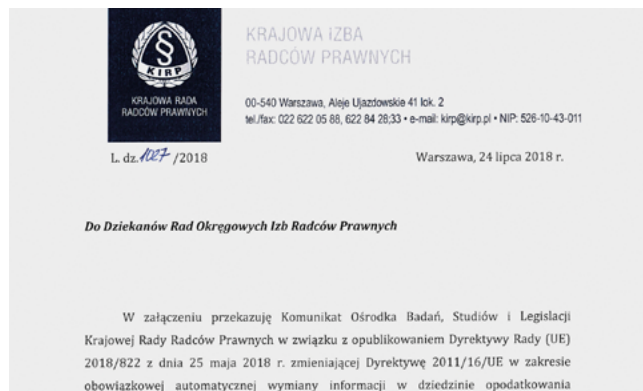 KRAJOWA IZBA
RADCÓW PRAWNYCH
§
KIRP
KRAJOWA RADA
RADCÓW PRAWNYCH
00-540 Warszawa, Aleje Ujazdowskie 41 lok. 2
tel./fax: 022 622 05 88, 622 84 28;33 • e-mail: kirp@kirp.pl • NIP: 526-10-43-011
L. dz. 1027 /2018
Warszawa, 24 lipca 2018 r.
Do Dziekanów Rad Okręgowych Izb Radców Prawnych
W załączeniu przekazuję Komunikat Ośrodka Badań, Studiów i Legislacji
Krajowej Rady Radców Prawnych w związku z opublikowaniem Dyrektywy Rady (UE)
2018/822 z dnia 25 maja 2018 r. zmieniającej Dyrektywę 2011/16/UE w zakresie
obowiązkowej automatycznej wymiany informacji w dziedzinie opodatkowania